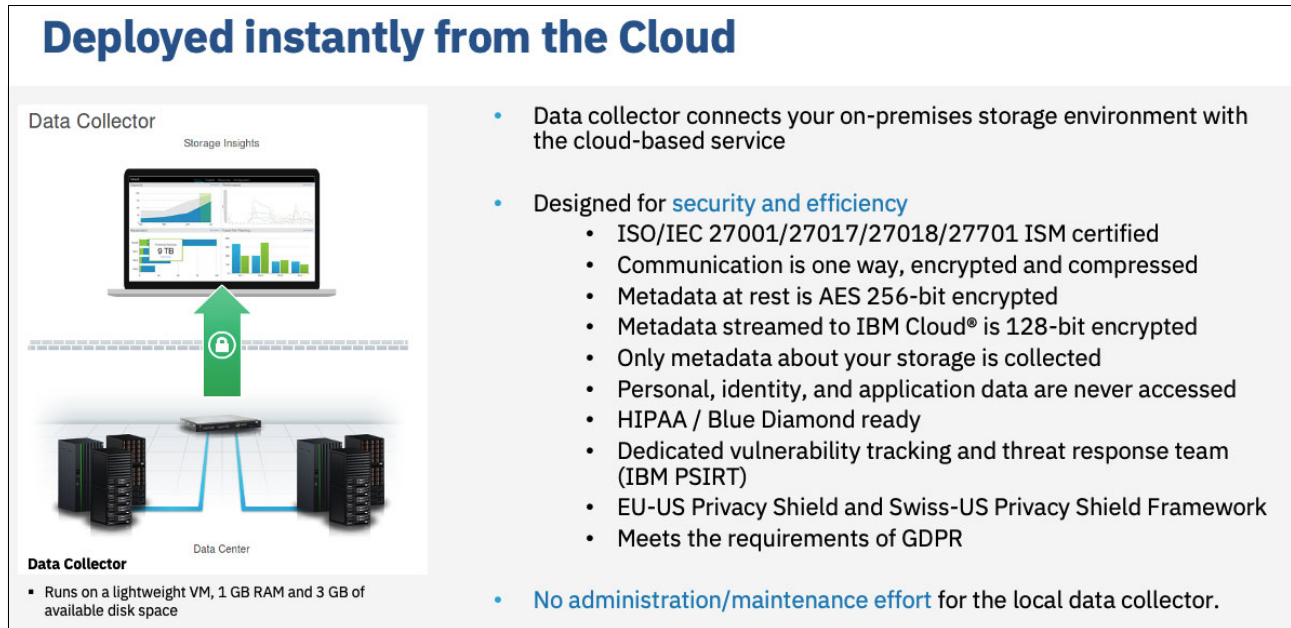 Deployed instantly from the Cloud
Data Collector
Storage Insights
9 TB
Data Center
Data Collector
▪ Runs on a lightweight VM, 1 GB RAM and 3 GB of
available disk space
• Data collector connects your on-premises storage environment with
the cloud-based service
• Designed for security and efficiency
• ISO/IEC 27001/27017/27018/27701 ISM certified
• Communication is one way, encrypted and compressed
• Metadata at rest is AES 256-bit encrypted
• Metadata streamed to IBM Cloud® is 128-bit encrypted
• Only metadata about your storage is collected
• Personal, identity, and application data are never accessed
• HIPAA / Blue Diamond ready
• Dedicated vulnerability tracking and threat response team
(IBM PSIRT)
• EU-US Privacy Shield and Swiss-US Privacy Shield Framework
• Meets the requirements of GDPR
• No administration/maintenance effort for the local data collector.